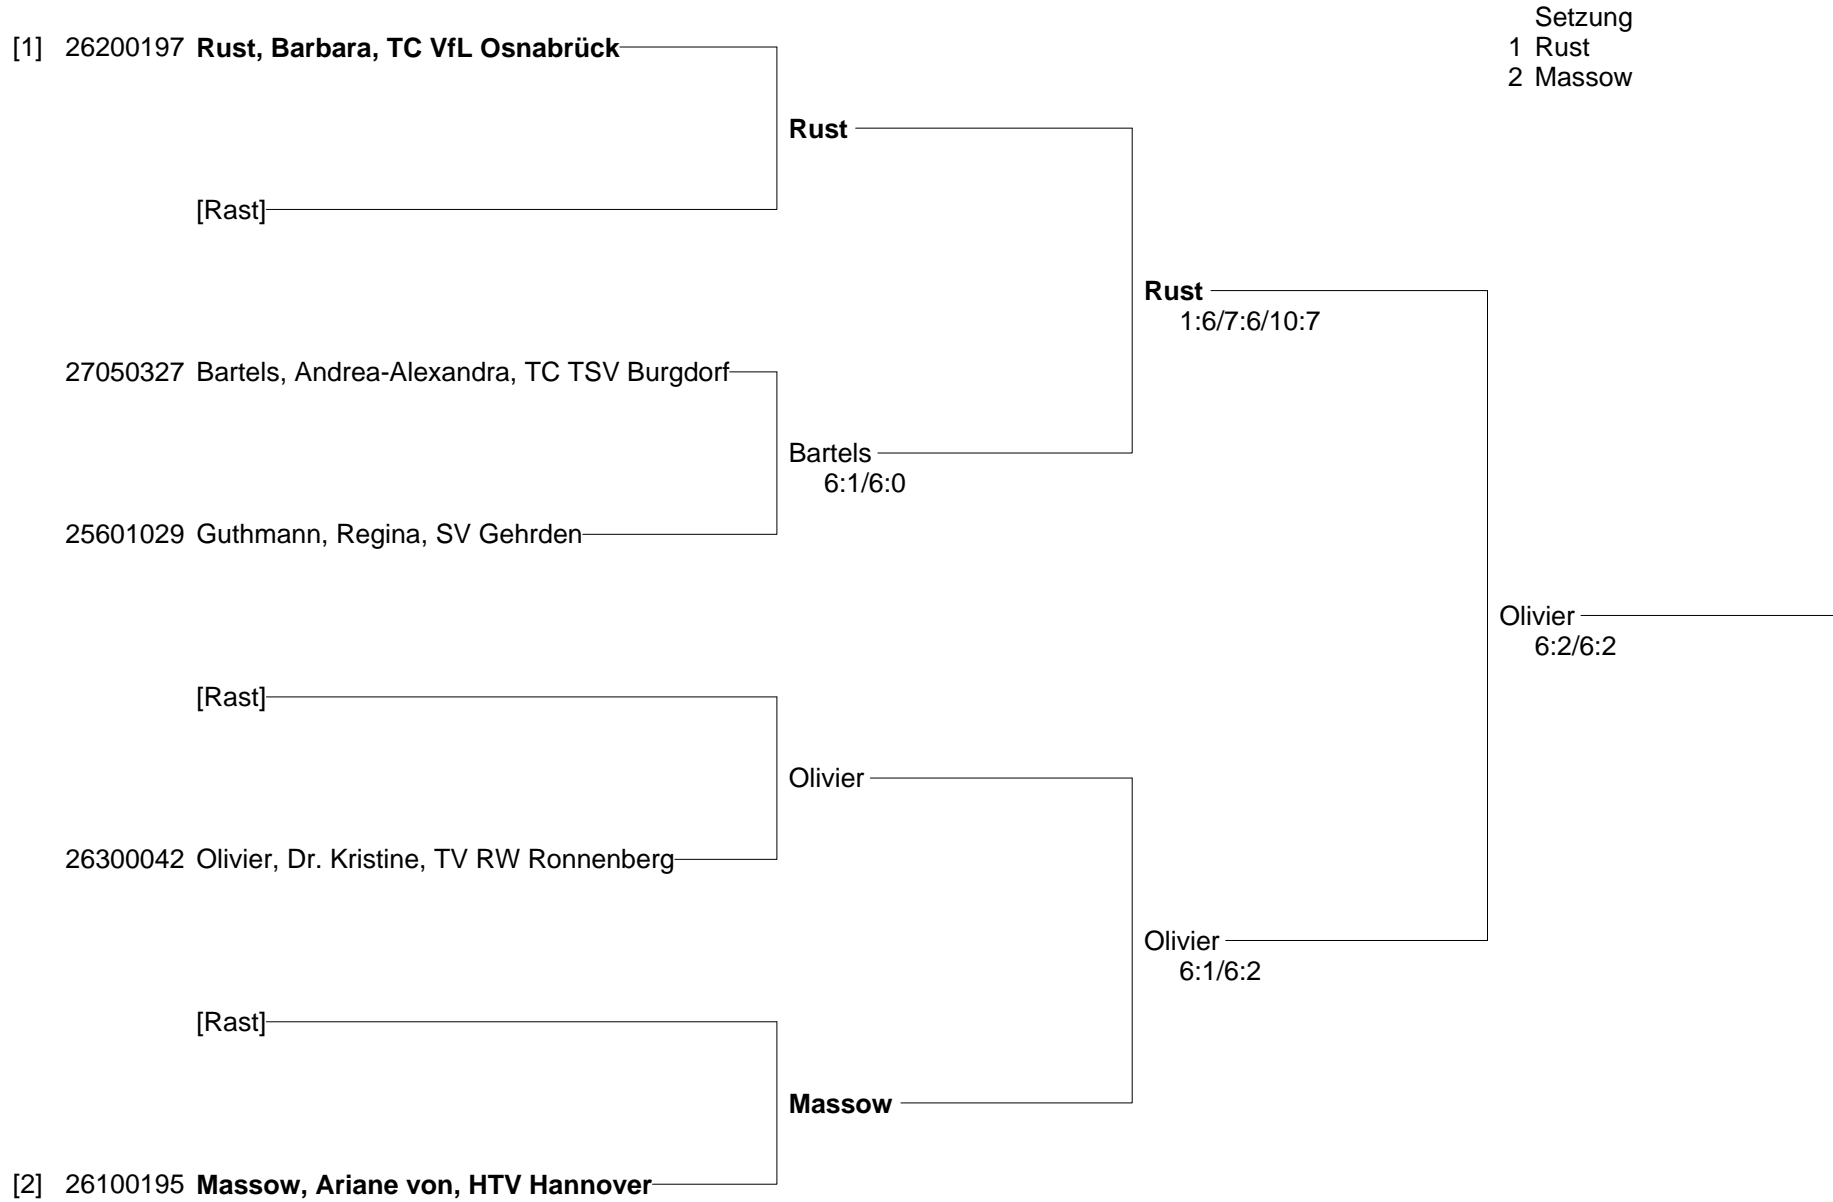 Setzung
1 Rust
2 Massow
[1] 26200197 Rust, Barbara, TC VfL Osnabrück
Rust
[Rast]
Rust
1:6/7:6/10:7
27050327 Bartels, Andrea-Alexandra, TC TSV Burgdorf
Bartels
6:1/6:0
25601029 Guthmann, Regina, SV Gehrden
Olivier
6:2/6:2
[Rast]
Olivier
26300042 Olivier, Dr. Kristine, TV RW Ronnenberg
Olivier
6:1/6:2
[Rast]
Massow
[2] 26100195 Massow, Ariane von, HTV Hannover